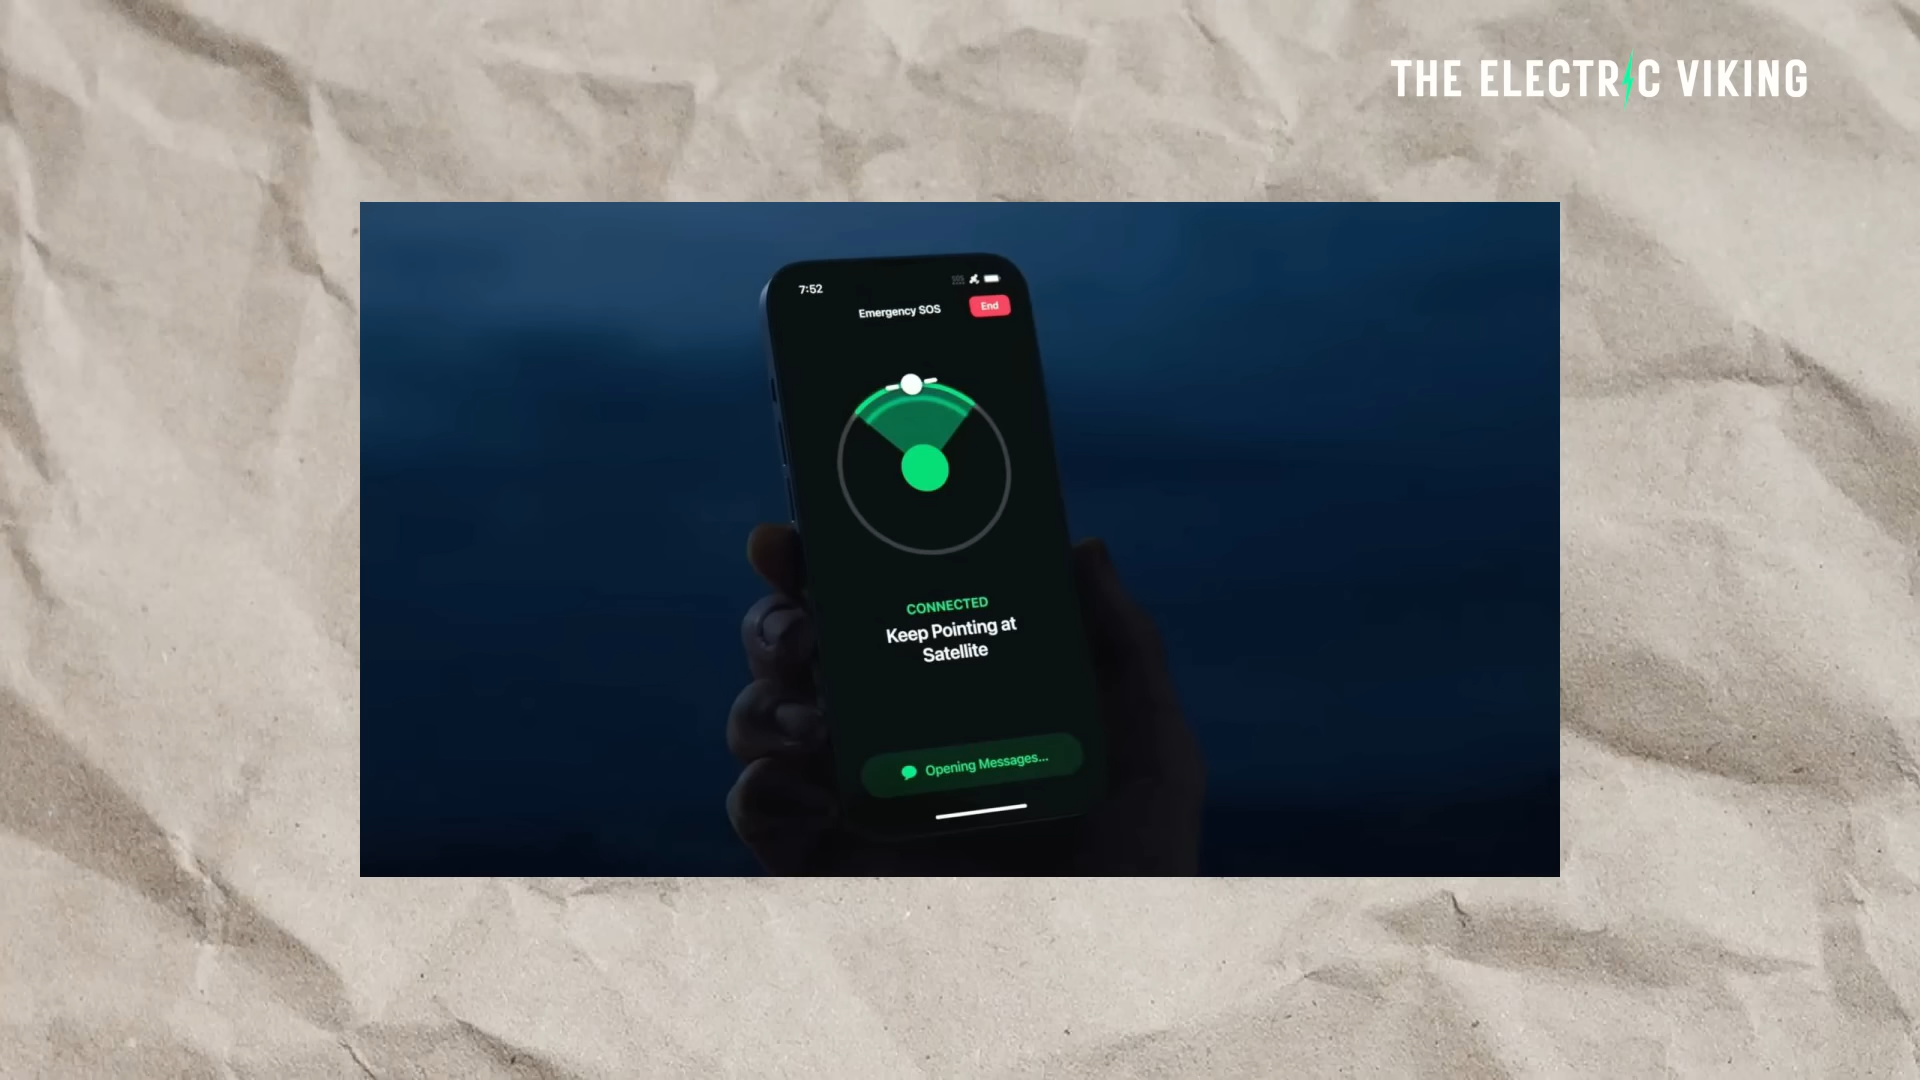 THE ELECTRIC VIKING
7:52
Emergency SOS
End
CONNECTED
Keep Pointing at
Satellite
Opening Messages...